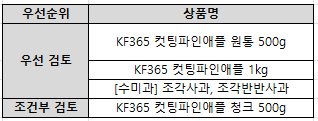 우선순위 상품명
우선 검토
KF365 컷팅파인애플 원통 500g
KF365 컷팅파인애플 1kg
[수미과] 조각사과, 조각반반사과
조건부 검토 KF365 컷팅파인애플 청크 500g